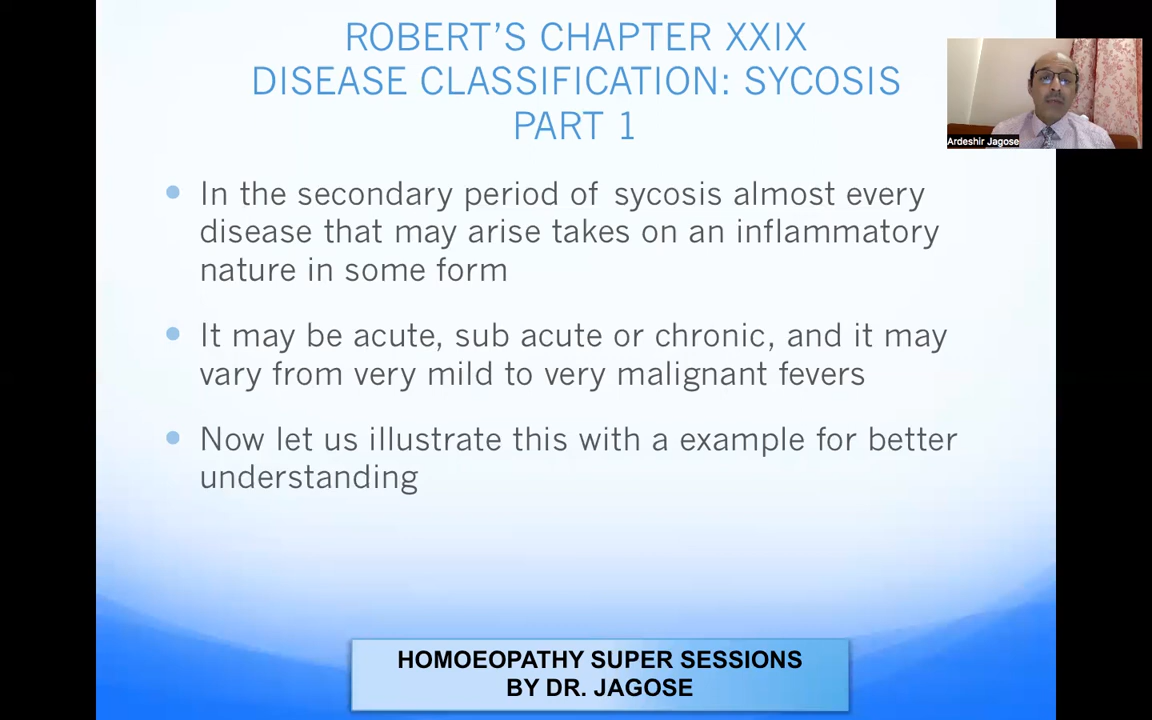 ROBERT'S CHAPTER XXIX
DISEASE CLASSIFICATION: SYCOSIS
PART 1
Ardeshir Jagose
• In the secondary period of sycosis almost every
disease that may arise takes on an inflammatory
nature in some form
• It may be acute, sub acute or chronic, and it may
vary from very mild to very malignant fevers
• Now let us illustrate this with a example for better
understanding
HOMOEOPATHY SUPER SESSIONS
BY DR. JAGOSE